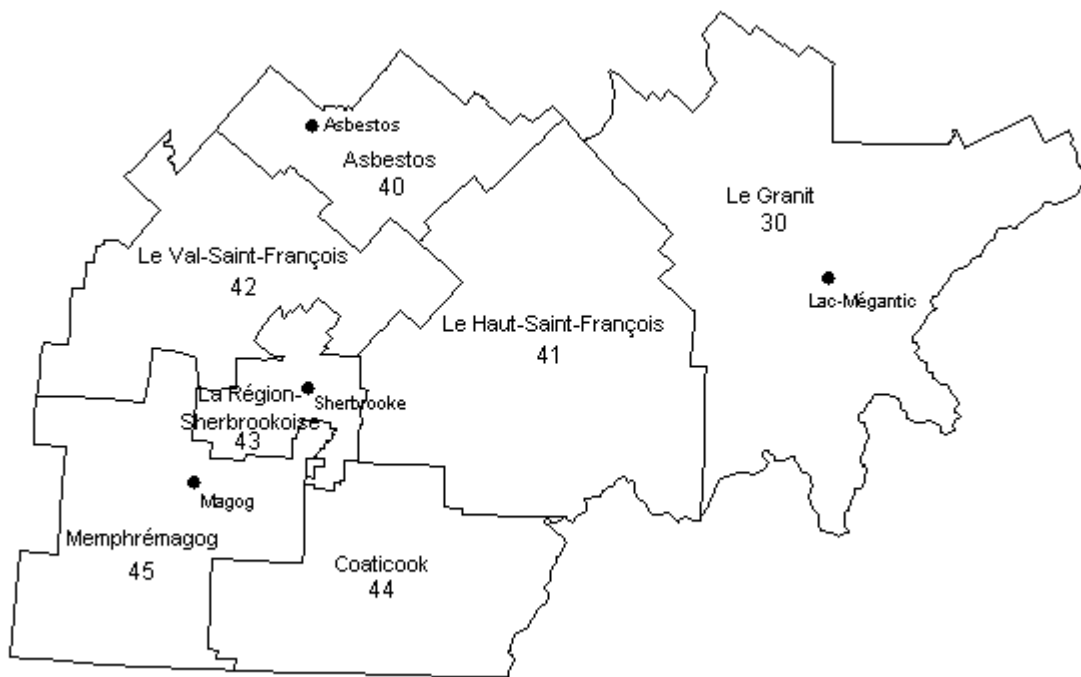 Asbestos
Asbestos
40
Le Granit
30
Le Val-Saint-François
42
Lac-Mégantic
Le Haut-Saint-François
41
La Région-
Sherbrooke
Sherbrookoise
43
Magog
Memphrémagog
45
Coaticook
44